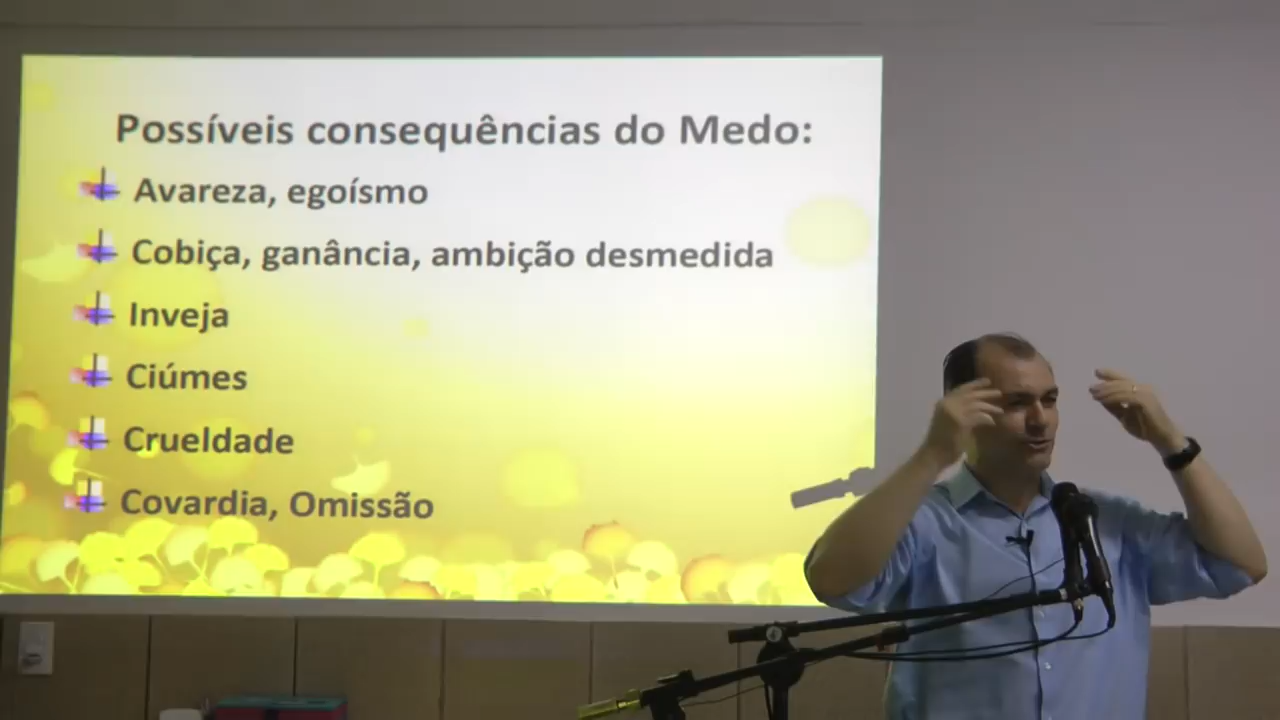 Possíveis consequências do Medo:
Avareza, egoísmo
Cobiça, ganância, ambição desmedida
Inveja
Ciúmes
Crueldade
Covardia, Omissão